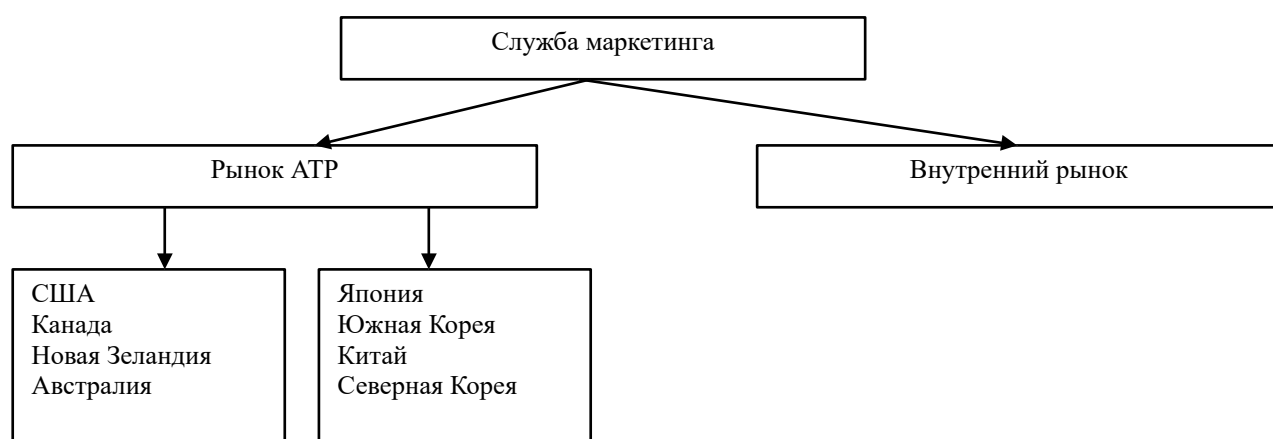 Служба маркетинга
Рынок АТР
Внутренний рынок
США
Канада
Новая Зеландия
Австралия
Япония
Южная Корея
Китай
Северная Корея